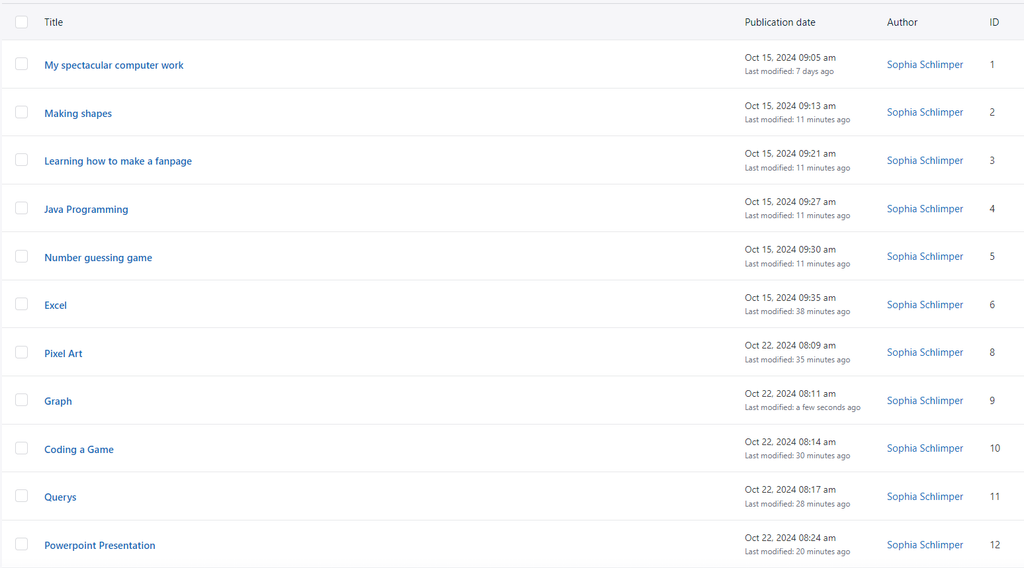 Title Publication date Author ID
My spectacular computer work Oct 15, 2024 09:05 am Sophia Schlimper 1
Last modified: 7 days ago
Making shapes Oct 15, 2024 09:13 am Sophia Schlimper 2
Last modified: 11 minutes ago
Learning how to make a fanpage Oct 15, 2024 09:21 am Sophia Schlimper 3
Last modified: 11 minutes ago
Java Programming Oct 15, 2024 09:27 am Sophia Schlimper 4
Last modified: 11 minutes ago
Number guessing game Oct 15, 2024 09:30 am Sophia Schlimper 5
Last modified: 11 minutes ago
Excel Oct 15, 2024 09:35 am Sophia Schlimper 6
Last modified: 38 minutes ago
Pixel Art Oct 22, 2024 08:09 am Sophia Schlimper 8
Last modified: 35 minutes ago
Graph Oct 22, 2024 08:11 am Sophia Schlimper 9
Last modified: a few seconds ago
Coding a Game Oct 22, 2024 08:14 am Sophia Schlimper 10
Last modified: 30 minutes ago
Querys Oct 22, 2024 08:17 am Sophia Schlimper 11
Last modified: 28 minutes ago
Powerpoint Presentation Oct 22, 2024 08:24 am Sophia Schlimper 12
Last modified: 20 minutes ago